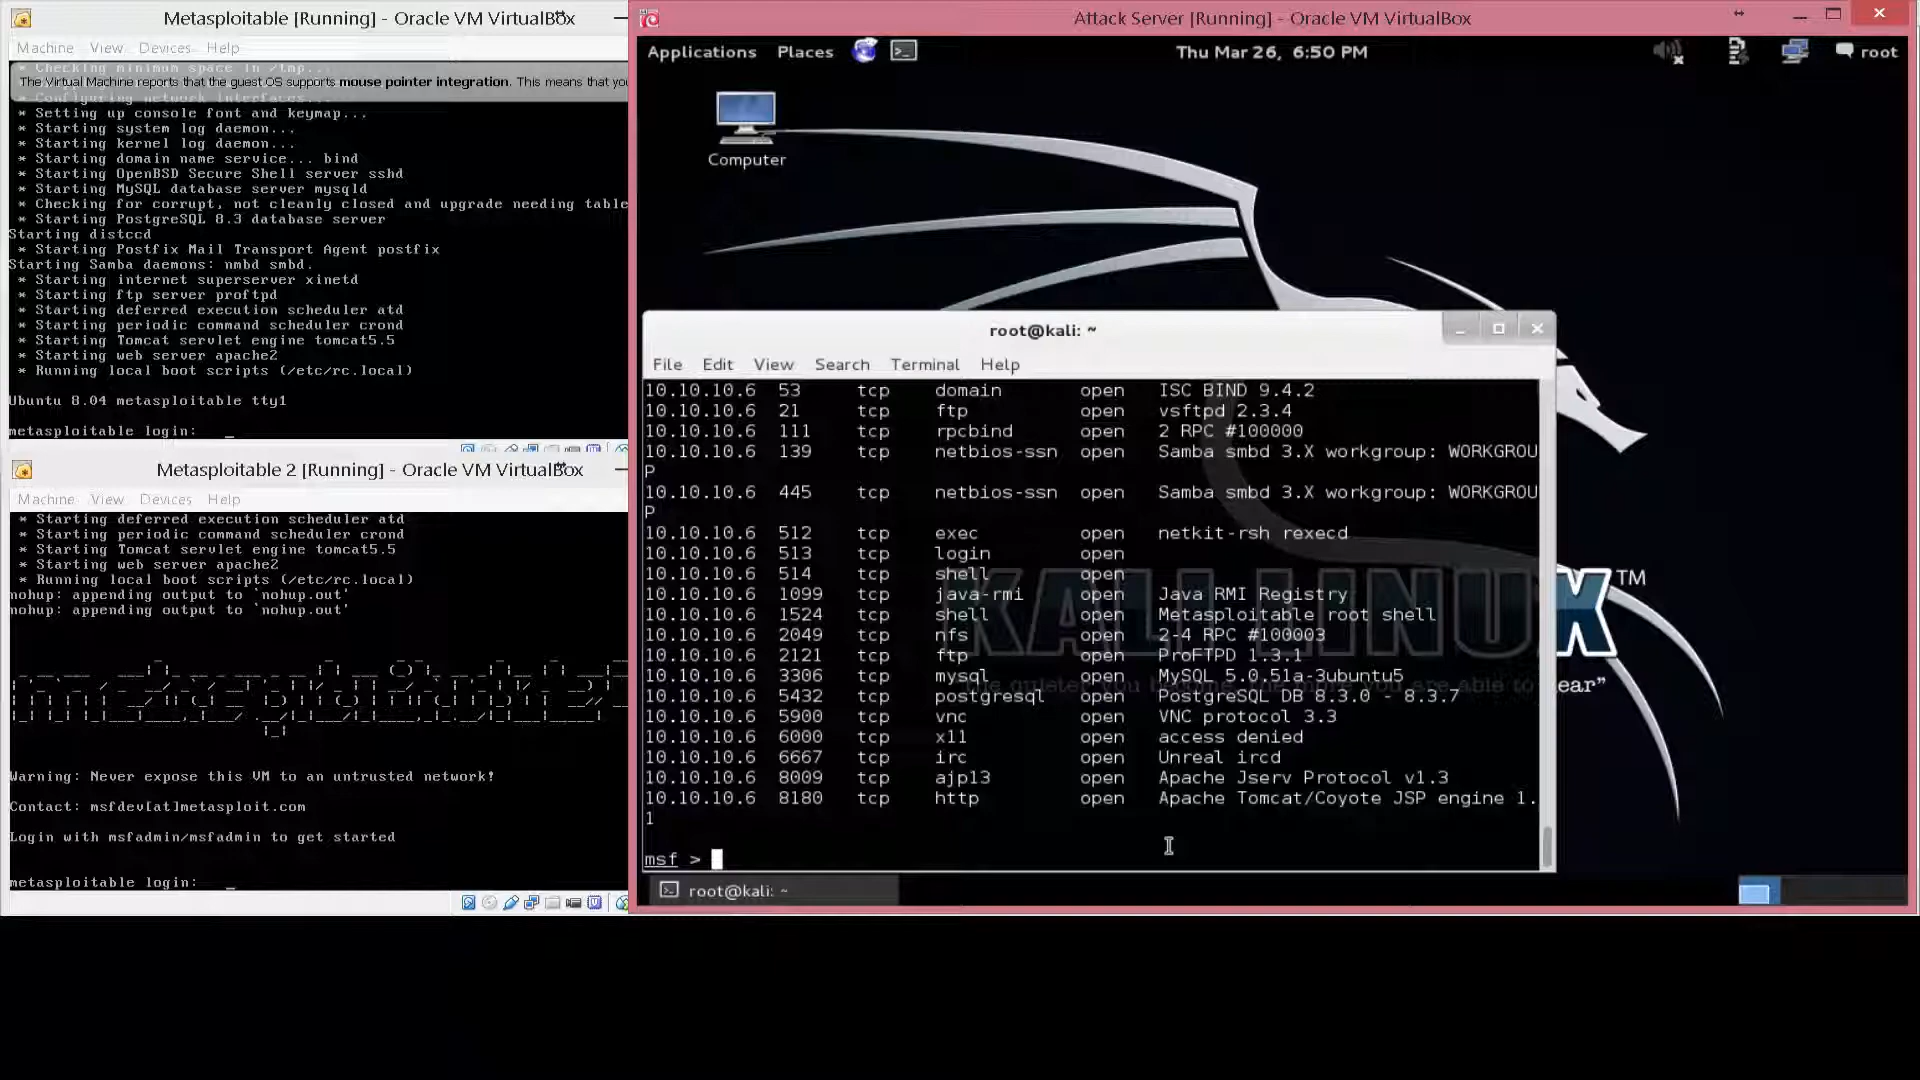 Metasploitable [Running] - Oracle VM VirtualBox
Machine View Devices Help
* Checking minimum space in /tmp...
The Virtual Machine reports that the guest OS supports mouse pointer integration. This means that you
* Configuring network interfaces...
* Setting up console font and keymap...
* Starting system log daemon...
* Starting kernel log daemon...
* Starting domain name service... bind
* Starting OpenBSD Secure Shell server sshd
* Starting MySQL database server mysqld
* Checking for corrupt, not cleanly closed and upgrade needing table
* Starting PostgreSQL 8.3 database server
Starting distccd
* Starting Postfix Mail Transport Agent postfix
Starting Samba daemons: nmbd smbd.
* Starting internet superserver xinetd
* Starting ftp server proftpd
* Starting deferred execution scheduler atd
* Starting periodic command scheduler crond
* Starting Tomcat servlet engine tomcat5.5
* Starting web server apache2
* Running local boot scripts (/etc/rc.local)
Ubuntu 8.04 metasploitable tty1
metasploitable login: _
Metasploitable 2 [Running] - Oracle VM VirtualBox
Machine View Devices Help
* Starting deferred execution scheduler atd
* Starting periodic command scheduler crond
* Starting Tomcat servlet engine tomcat5.5
* Starting web server apache2
* Running local boot scripts (/etc/rc.local)
nohup: appending output to `nohup.out'
nohup: appending output to `nohup.out'
Warning: Never expose this VM to an untrusted network!
Contact: msfdev[at]metasploit.com
Login with msfadmin/msfadmin to get started
metasploitable login: _
Attack Server [Running] - Oracle VM VirtualBox
Applications Places Thu Mar 26, 6:50 PM root
Computer
root@kali: ~
File Edit View Search Terminal Help
10.10.10.6 53 tcp domain open ISC BIND 9.4.2
10.10.10.6 21 tcp ftp open vsftpd 2.3.4
10.10.10.6 111 tcp rpcbind open 2 RPC #100000
10.10.10.6 139 tcp netbios-ssn open Samba smbd 3.X workgroup: WORKGROU
P
10.10.10.6 445 tcp netbios-ssn open Samba smbd 3.X workgroup: WORKGROU
P
10.10.10.6 512 tcp exec open netkit-rsh rexecd
10.10.10.6 513 tcp login open
10.10.10.6 514 tcp shell open
10.10.10.6 1099 tcp java-rmi open Java RMI Registry
10.10.10.6 1524 tcp shell open Metasploitable root shell
10.10.10.6 2049 tcp nfs open 2-4 RPC #100003
10.10.10.6 2121 tcp ftp open ProFTPD 1.3.1
10.10.10.6 3306 tcp mysql open MySQL 5.0.51a-3ubuntu5
10.10.10.6 5432 tcp postgresql open PostgreSQL DB 8.3.0 - 8.3.7
10.10.10.6 5900 tcp vnc open VNC protocol 3.3
10.10.10.6 6000 tcp x11 open access denied
10.10.10.6 6667 tcp irc open Unreal ircd
10.10.10.6 8009 tcp ajp13 open Apache Jserv Protocol v1.3
10.10.10.6 8180 tcp http open Apache Tomcat/Coyote JSP engine 1.
1
msf >
KALI LINUX™
the quieter you become, the more you are able to hear”
root@kali: ~